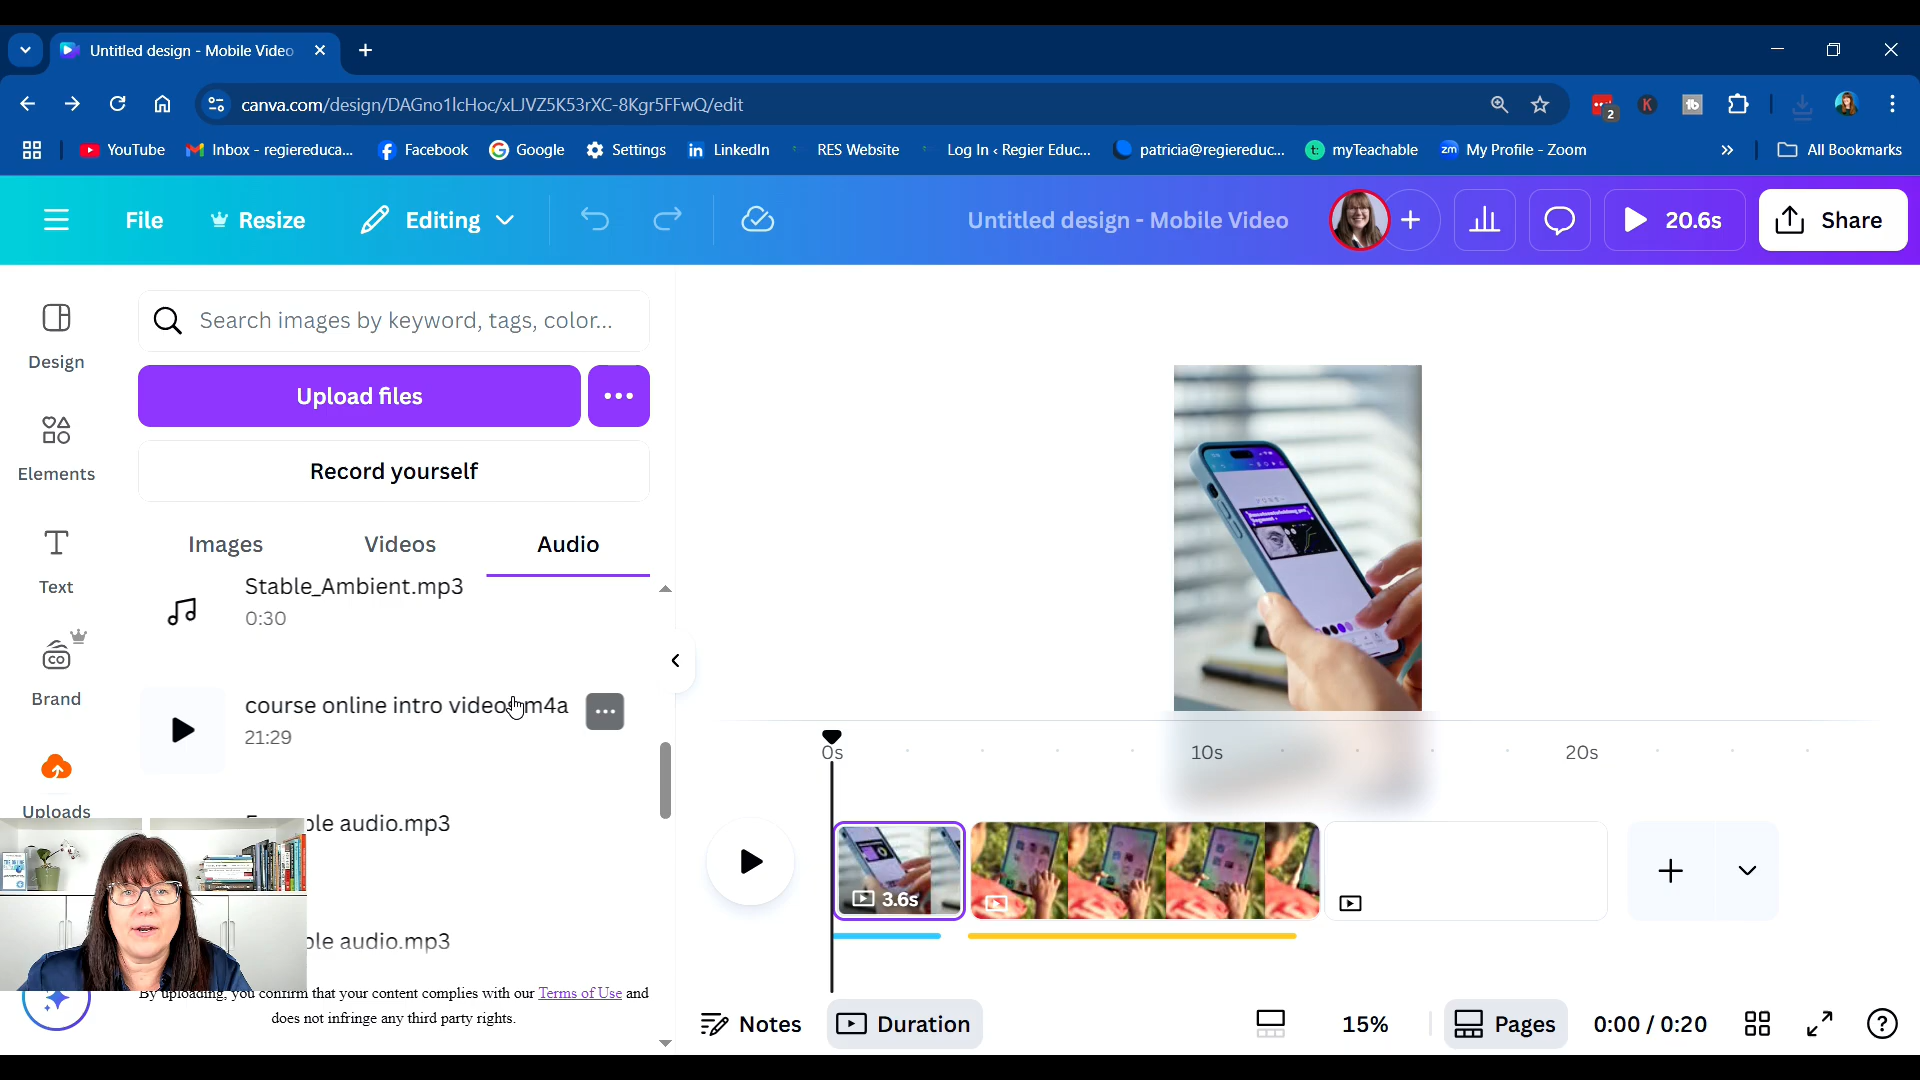 Untitled design - Mobile Video
canva.com/design/DAGno1lcHoc/xLJVZ5K53rXC-8Kgr5FFwQ/edit
2
YouTube
Inbox - regiereduca...
Facebook
Google
Settings
LinkedIn
RES Website
Log In ‹ Regier Educ...
patricia@regiereduc...
myTeachable
My Profile - Zoom
All Bookmarks
File
Resize
Editing
Untitled design - Mobile Video
20.6s
Share
Design
Elements
Text
Brand
Uploads
Search images by keyword, tags, color...
Upload files
Record yourself
Images
Videos
Audio
Stable_Ambient.mp3
0:30
course online intro video m4a
21:29
audio.mp3
audio.mp3
By uploading, you confirm that your content complies with our Terms of Use and
does not infringe any third party rights.
0s
10s
20s
3.6s
Notes
Duration
15%
Pages
0:00 / 0:20